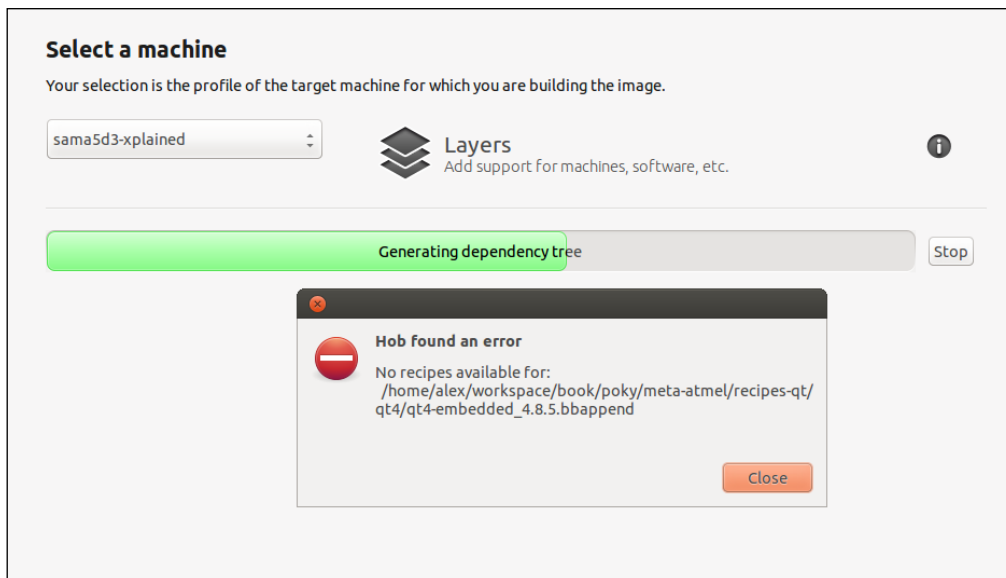 Select a machine
Your selection is the profile of the target machine for which you are building the image.
sama5d3-xplained
Layers
Add support for machines, software, etc.
Generating dependency tree
Stop
Hob found an error
No recipes available for:
/home/alex/workspace/book/poky/meta-atmel/recipes-qt/
qt4/qt4-embedded_4.8.5.bbappend
Close